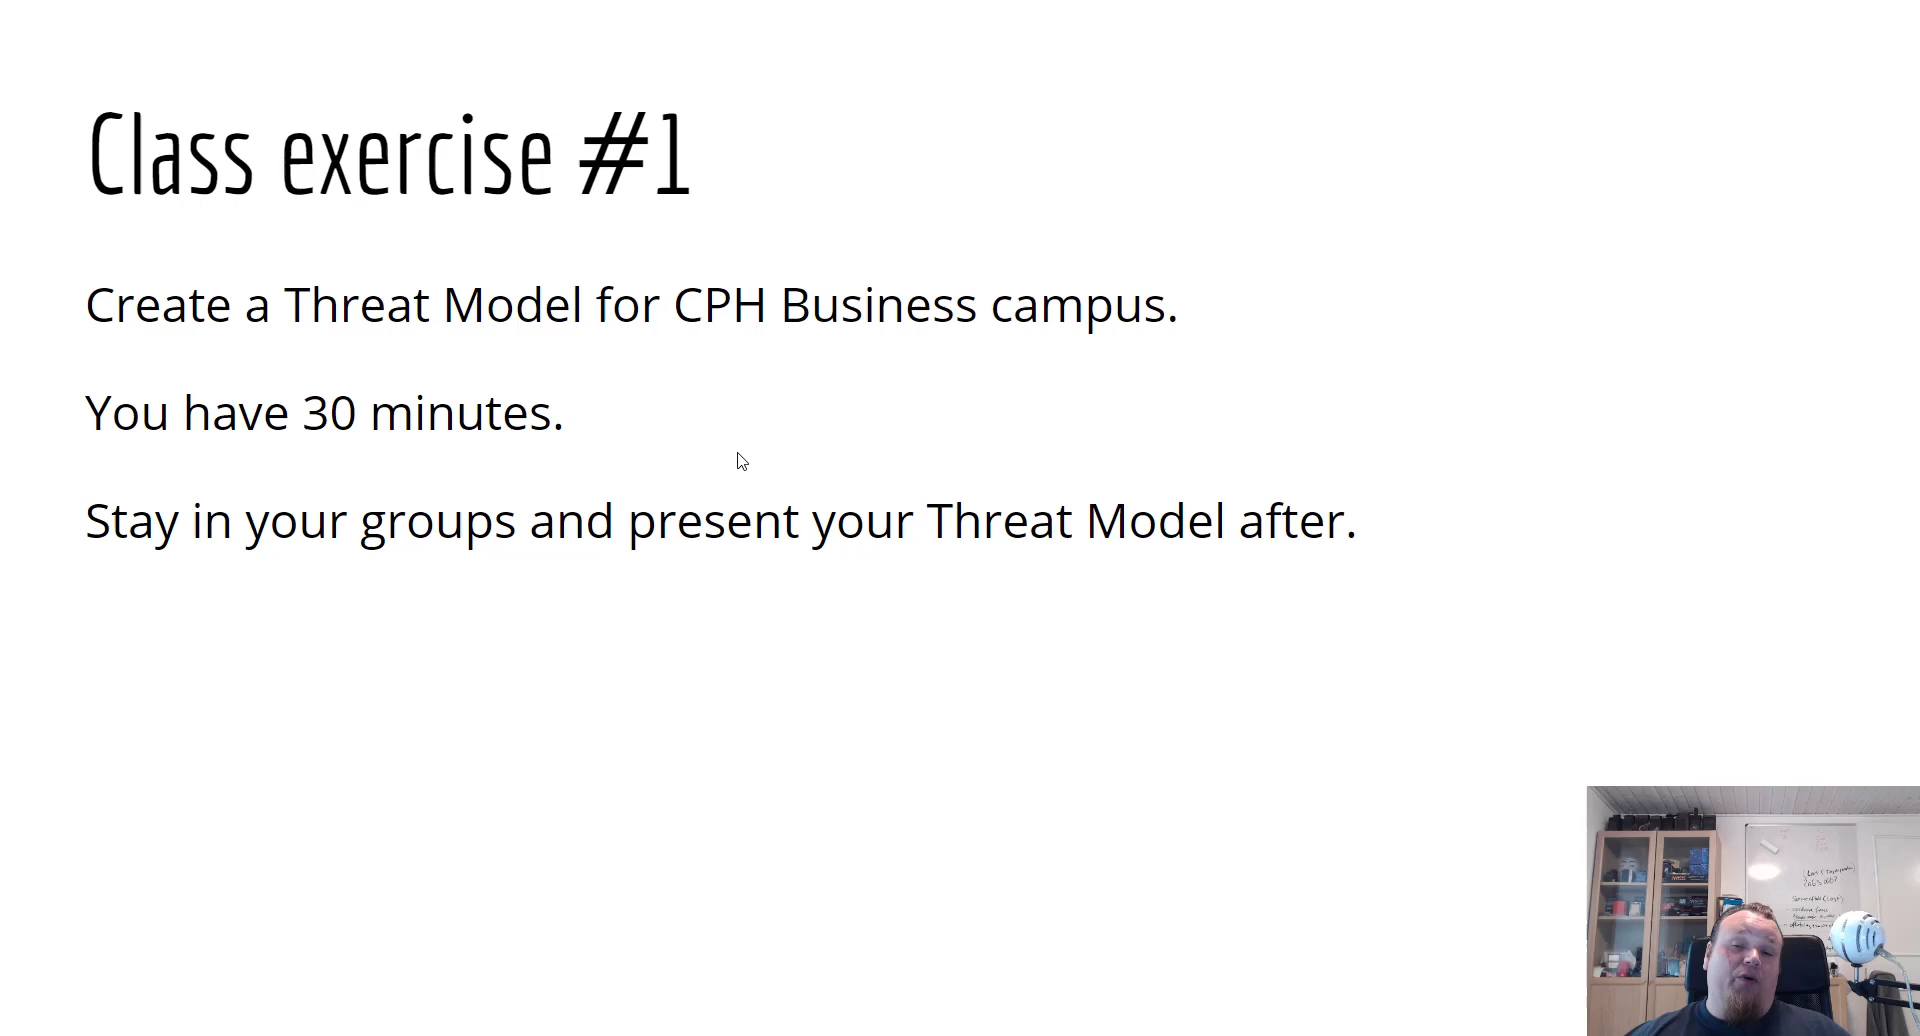 Class exercise #1
Create a Threat Model for CPH Business campus.
You have 30 minutes.
Stay in your groups and present your Threat Model after.